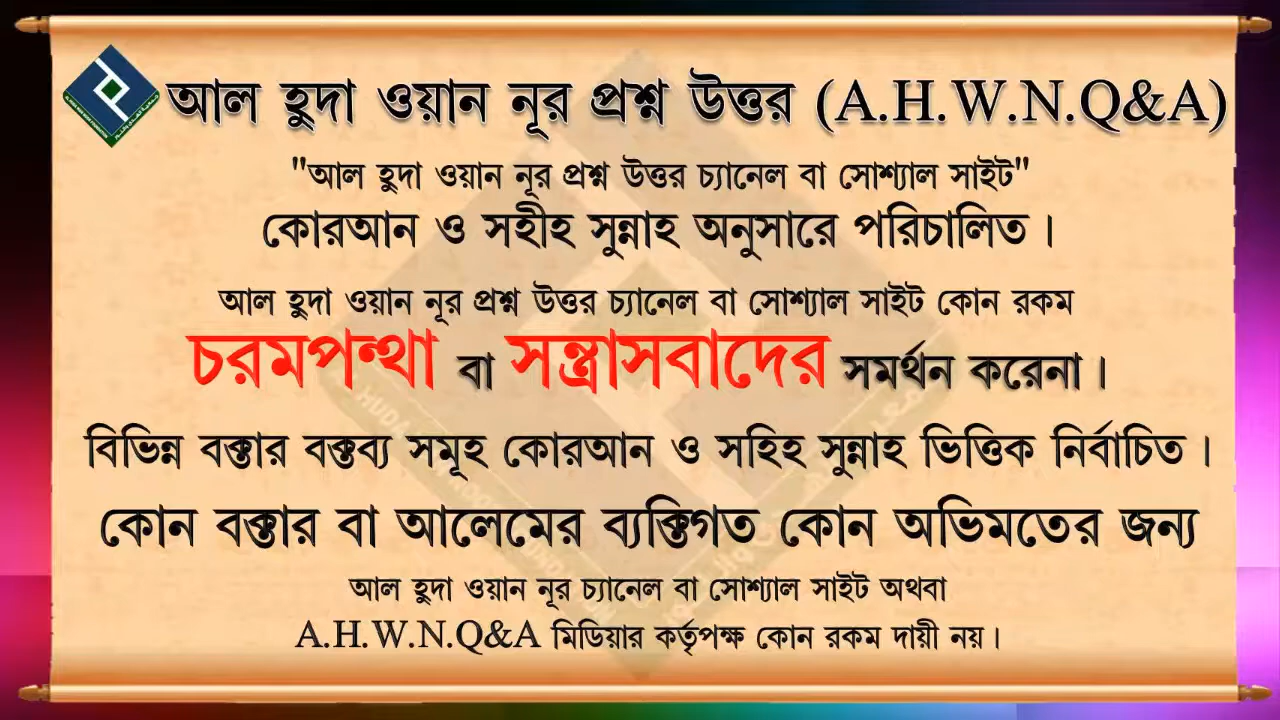 আল হুদা ওয়ান নূর প্রশ্ন উত্তর (A.H.W.N.Q&A)
"আল হুদা ওয়ান নূর প্রশ্ন উত্তর চ্যানেল বা সোশ্যাল সাইট"
কোরআন ও সহীহ সুন্নাহ অনুসারে পরিচালিত।
আল হুদা ওয়ান নূর প্রশ্ন উত্তর চ্যানেল বা সোশ্যাল সাইট কোন রকম
চরমপন্থা বা সন্ত্রাসবাদের সমর্থন করেনা।
বিভিন্ন বক্তার বক্তব্য সমূহ কোরআন ও সহিহ সুন্নাহ ভিত্তিক নির্বাচিত।
কোন বক্তার বা আলেমের ব্যক্তিগত কোন অভিমতের জন্য
আল হুদা ওয়ান নূর চ্যানেল বা সোশ্যাল সাইট অথবা
A.H.W.N.Q&A মিডিয়ার কর্তৃপক্ষ কোন রকম দায়ী নয়।